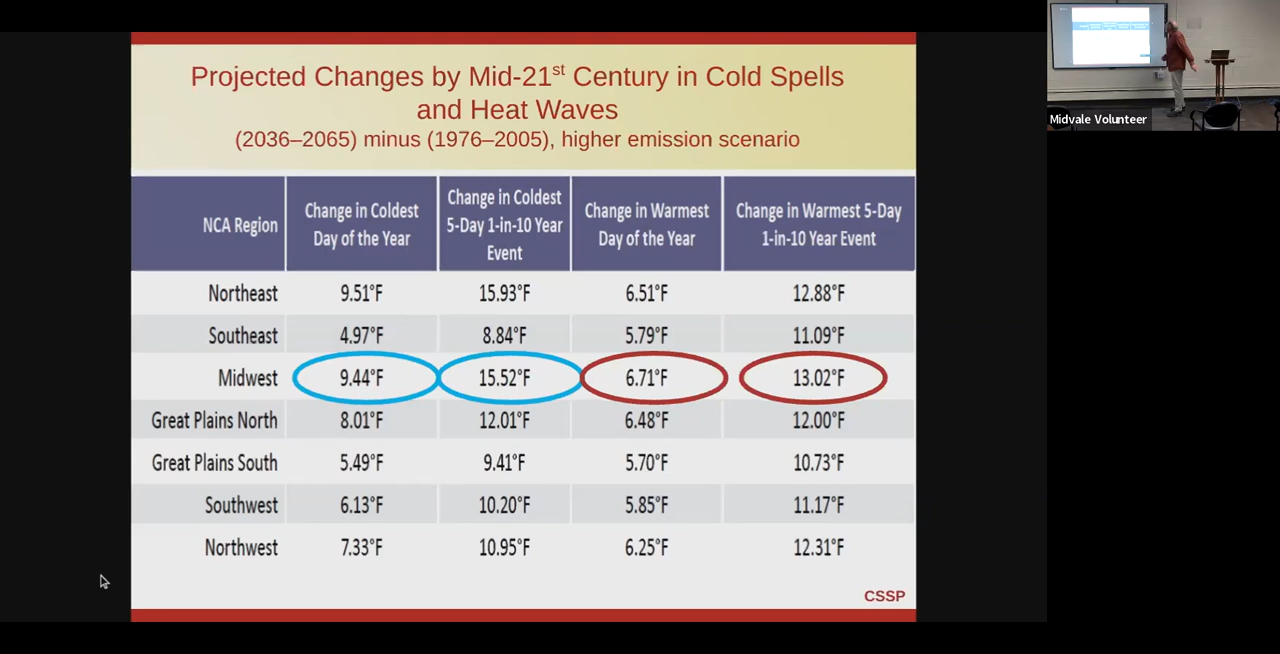 Projected Changes by Mid-21st Century in Cold Spells
and Heat Waves
(2036–2065) minus (1976–2005), higher emission scenario
NCA Region
Change in Coldest
Day of the Year
Change in Coldest
5-Day 1-in-10 Year
Event
Change in Warmest
Day of the Year
Change in Warmest 5-Day
1-in-10 Year Event
Northeast 9.51°F 15.93°F 6.51°F 12.88°F
Southeast 4.97°F 8.84°F 5.79°F 11.09°F
Midwest 9.44°F 15.52°F 6.71°F 13.02°F
Great Plains North 8.01°F 12.01°F 6.48°F 12.00°F
Great Plains South 5.49°F 9.41°F 5.70°F 10.73°F
Southwest 6.13°F 10.20°F 5.85°F 11.17°F
Northwest 7.33°F 10.95°F 6.25°F 12.31°F
CSSP
Midvale Volunteer